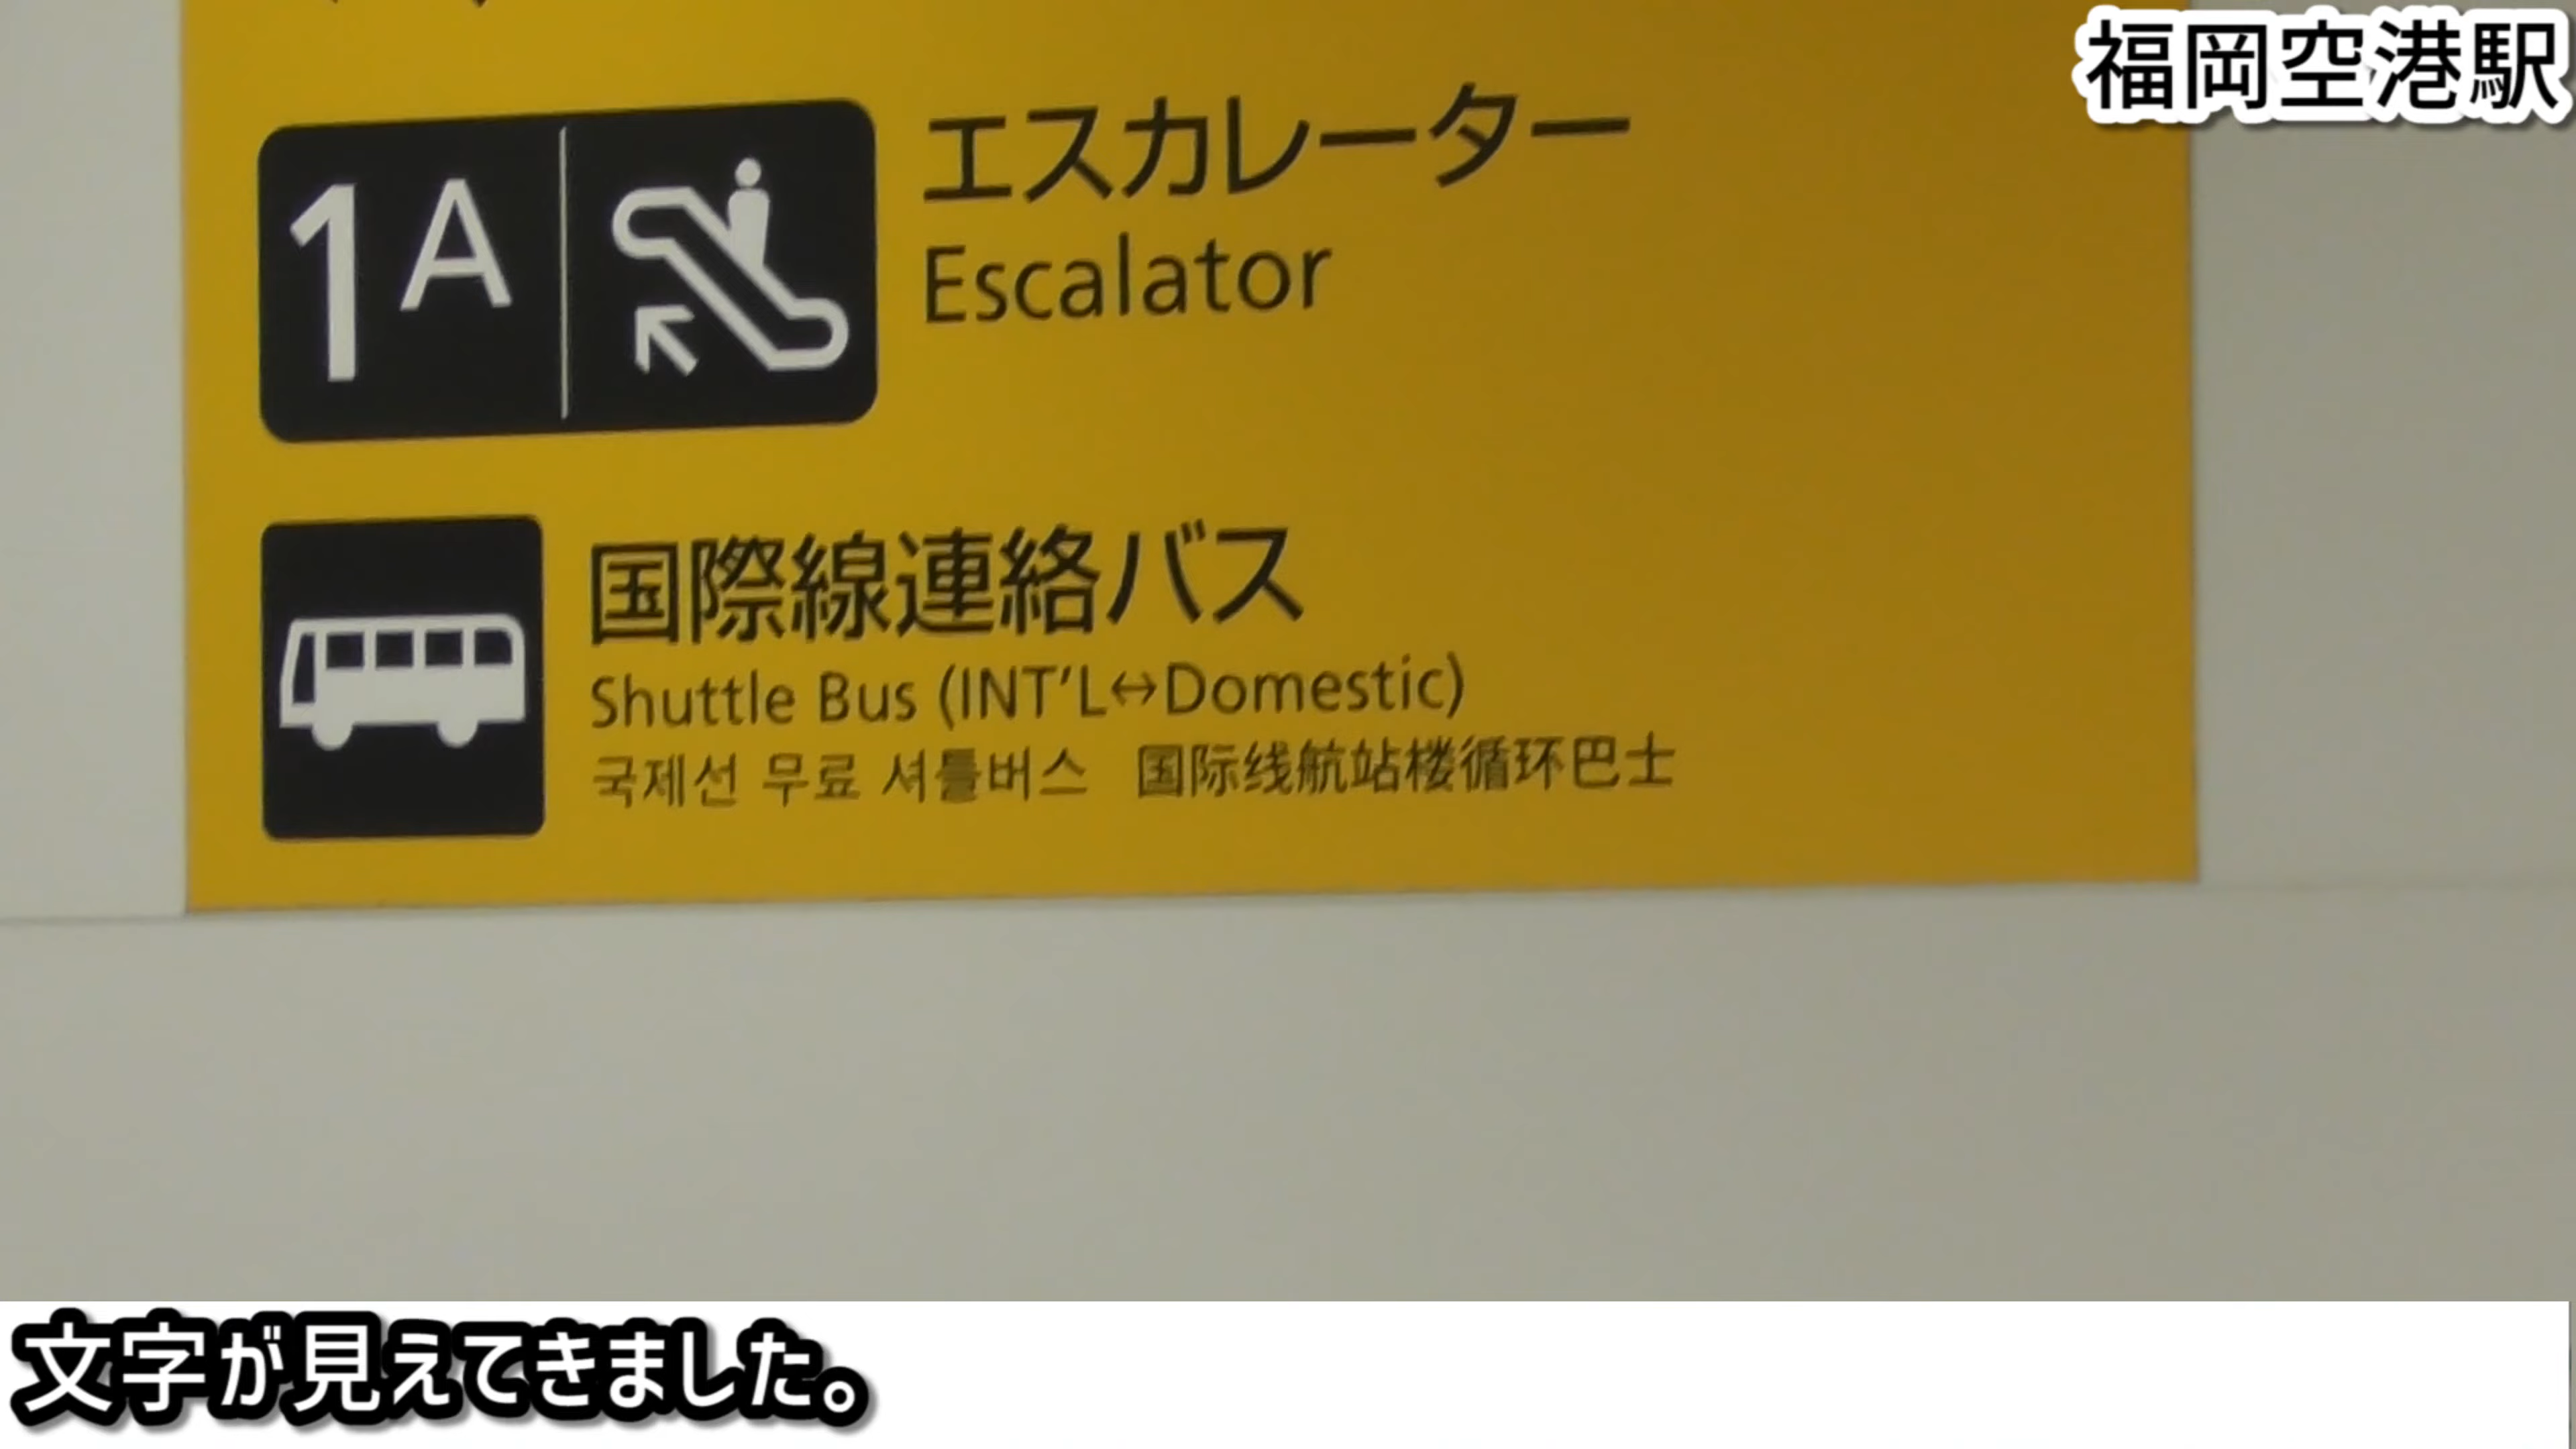 福岡空港駅
1A
エスカレーター
Escalator
国際線連絡バス
Shuttle Bus (INT'L↔Domestic)
국제선 무료 셔틀버스 国际线航站楼循环巴士
文字が見えてきました。